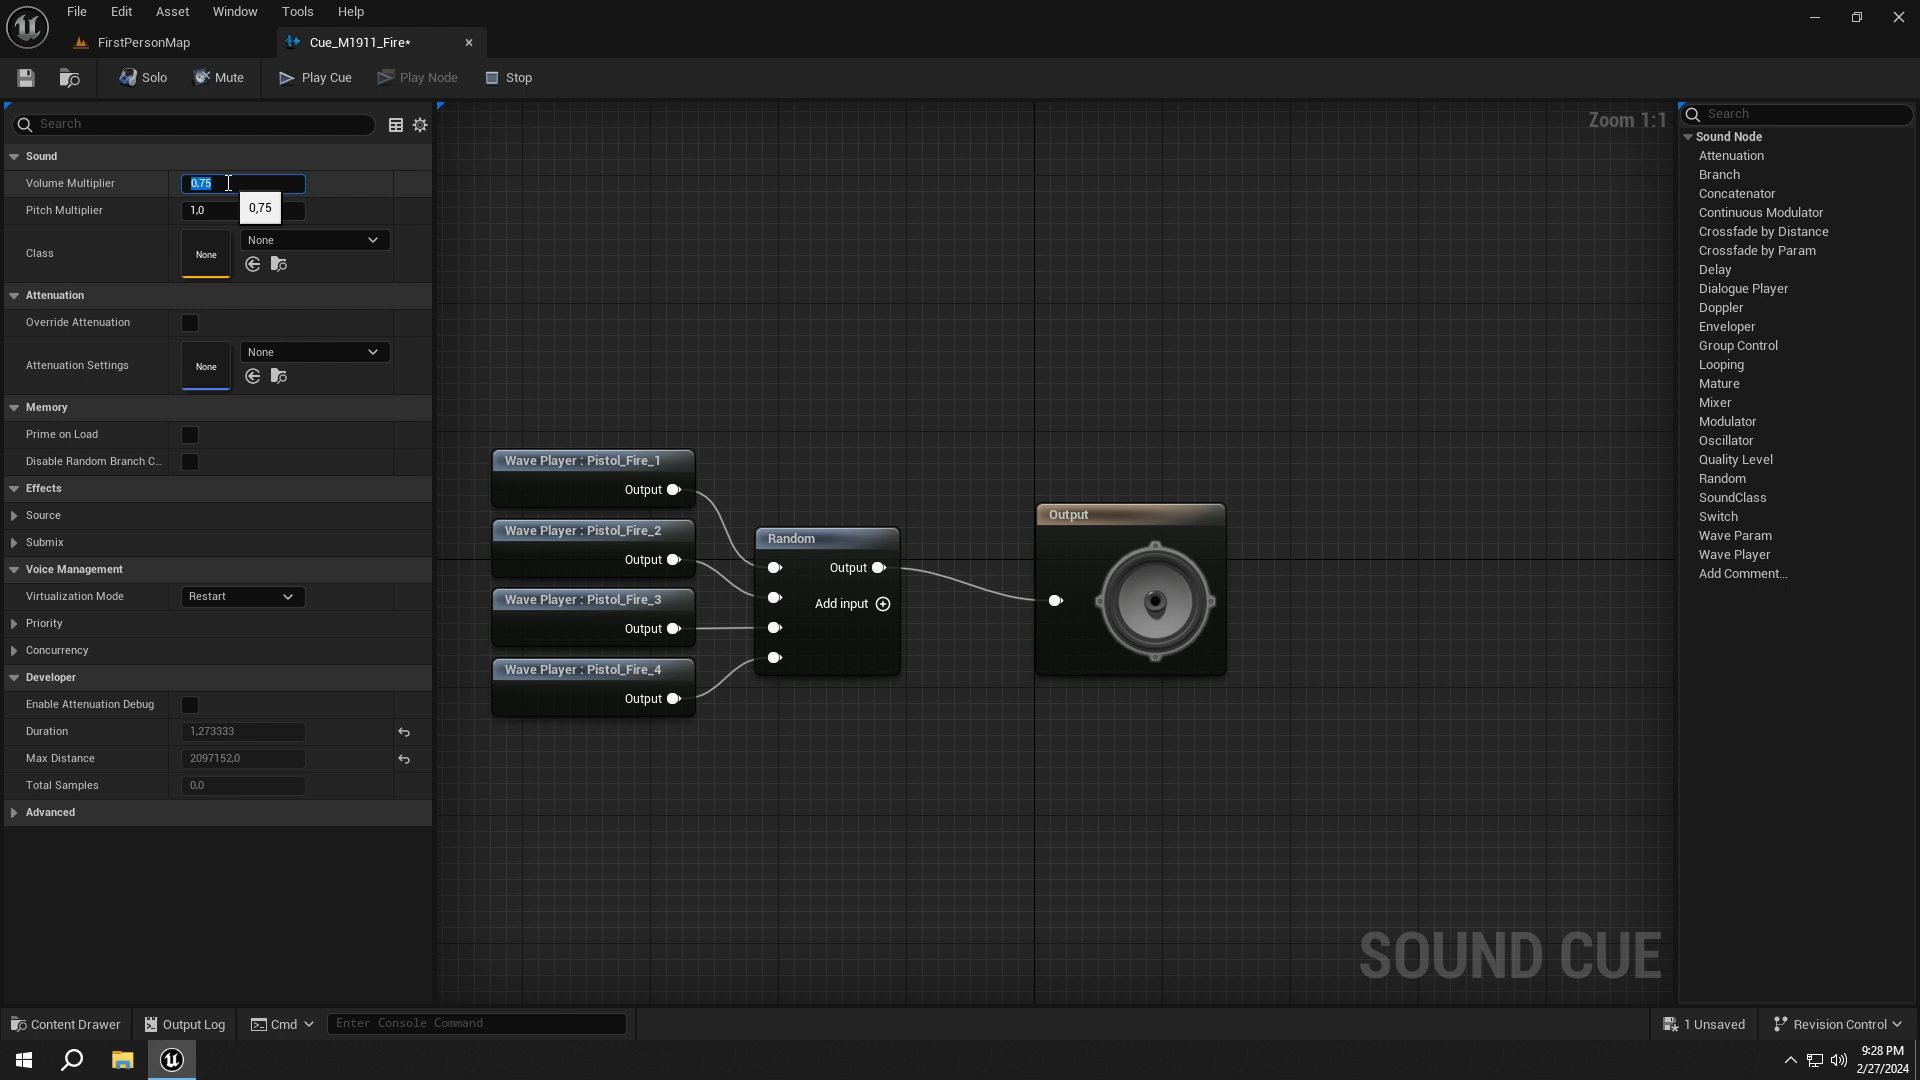 File Edit Asset Window Tools Help
FirstPersonMap
Cue_M1911_Fire*
Solo Mute Play Cue Play Node Stop
Search
Sound
Volume Multiplier 0,75
0,75
Pitch Multiplier 1,0
Class None None
Attenuation
Override Attenuation
Attenuation Settings None None
Memory
Prime on Load
Disable Random Branch C...
Effects
Source
Submix
Voice Management
Virtualization Mode Restart
Priority
Concurrency
Developer
Enable Attenuation Debug
Duration 1,273333
Max Distance 2097152,0
Total Samples 0,0
Advanced
Zoom 1:1
Wave Player : Pistol_Fire_1
Output
Wave Player : Pistol_Fire_2
Output
Wave Player : Pistol_Fire_3
Output
Wave Player : Pistol_Fire_4
Output
Random
Output
Add input
Output
SOUND CUE
Search
Sound Node
Attenuation
Branch
Concatenator
Continuous Modulator
Crossfade by Distance
Crossfade by Param
Delay
Dialogue Player
Doppler
Enveloper
Group Control
Looping
Mature
Mixer
Modulator
Oscillator
Quality Level
Random
SoundClass
Switch
Wave Param
Wave Player
Add Comment...
Content Drawer Output Log Cmd Enter Console Command 1 Unsaved Revision Control
9:28 PM
2/27/2024